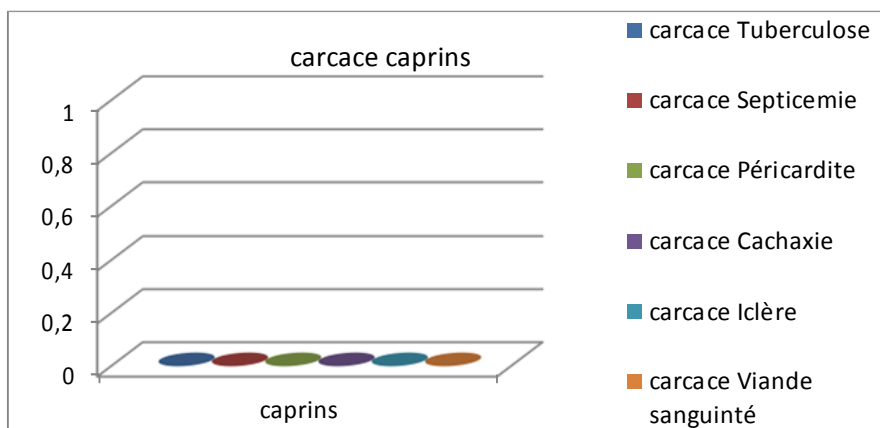 carcace caprins
1
0,8
0,6
0,4
0,2
0
caprins
carcace Tuberculose
carcace Septicemie
carcace Péricardite
carcace Cachaxie
carcace Iclère
carcace Viande
sanguinté